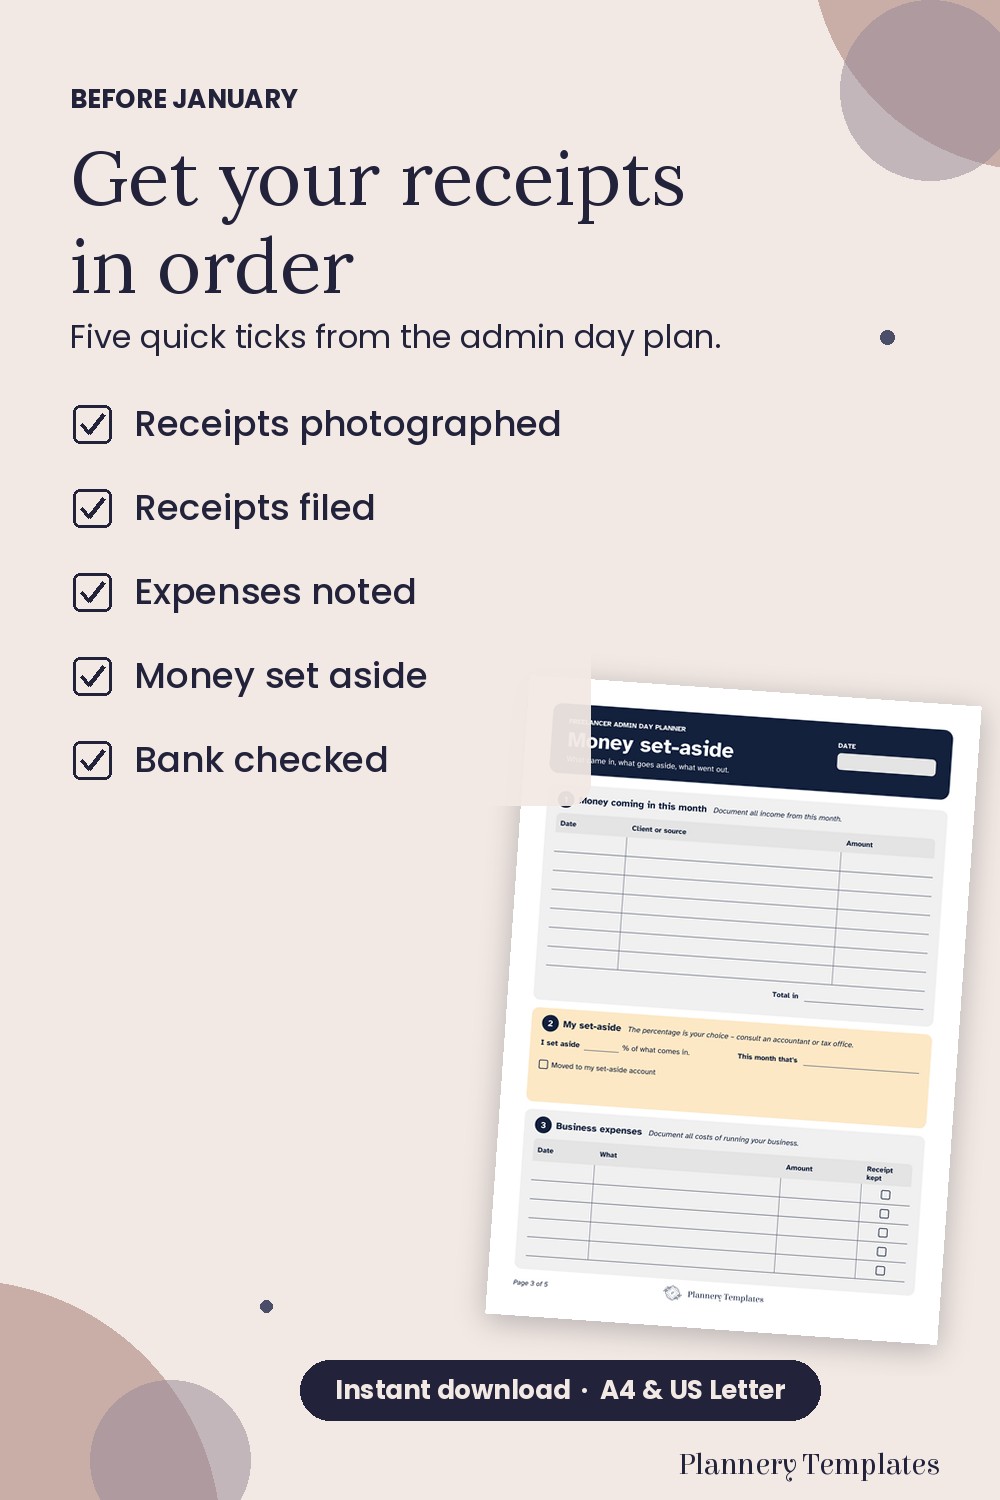 BEFORE JANUARY
Get your receipts
in order
Five quick ticks from the admin day plan.
Receipts photographed
Receipts filed
Expenses noted
Money set aside
Bank checked
FREELANCER ADMIN DAY PLANNER
Money set-aside
DATE
came in, what goes aside, what went out.
1 Money coming in this month Document all income from this month.
Date Client or source Amount
Total in
2 My set-aside The percentage is your choice – consult an accountant or tax office.
I set aside % of what comes in. This month that's
Moved to my set-aside account
3 Business expenses Document all costs of running your business.
Date What Amount Receipt kept
Page 3 of 5
Plannery Templates
Instant download · A4 & US Letter
Plannery Templates